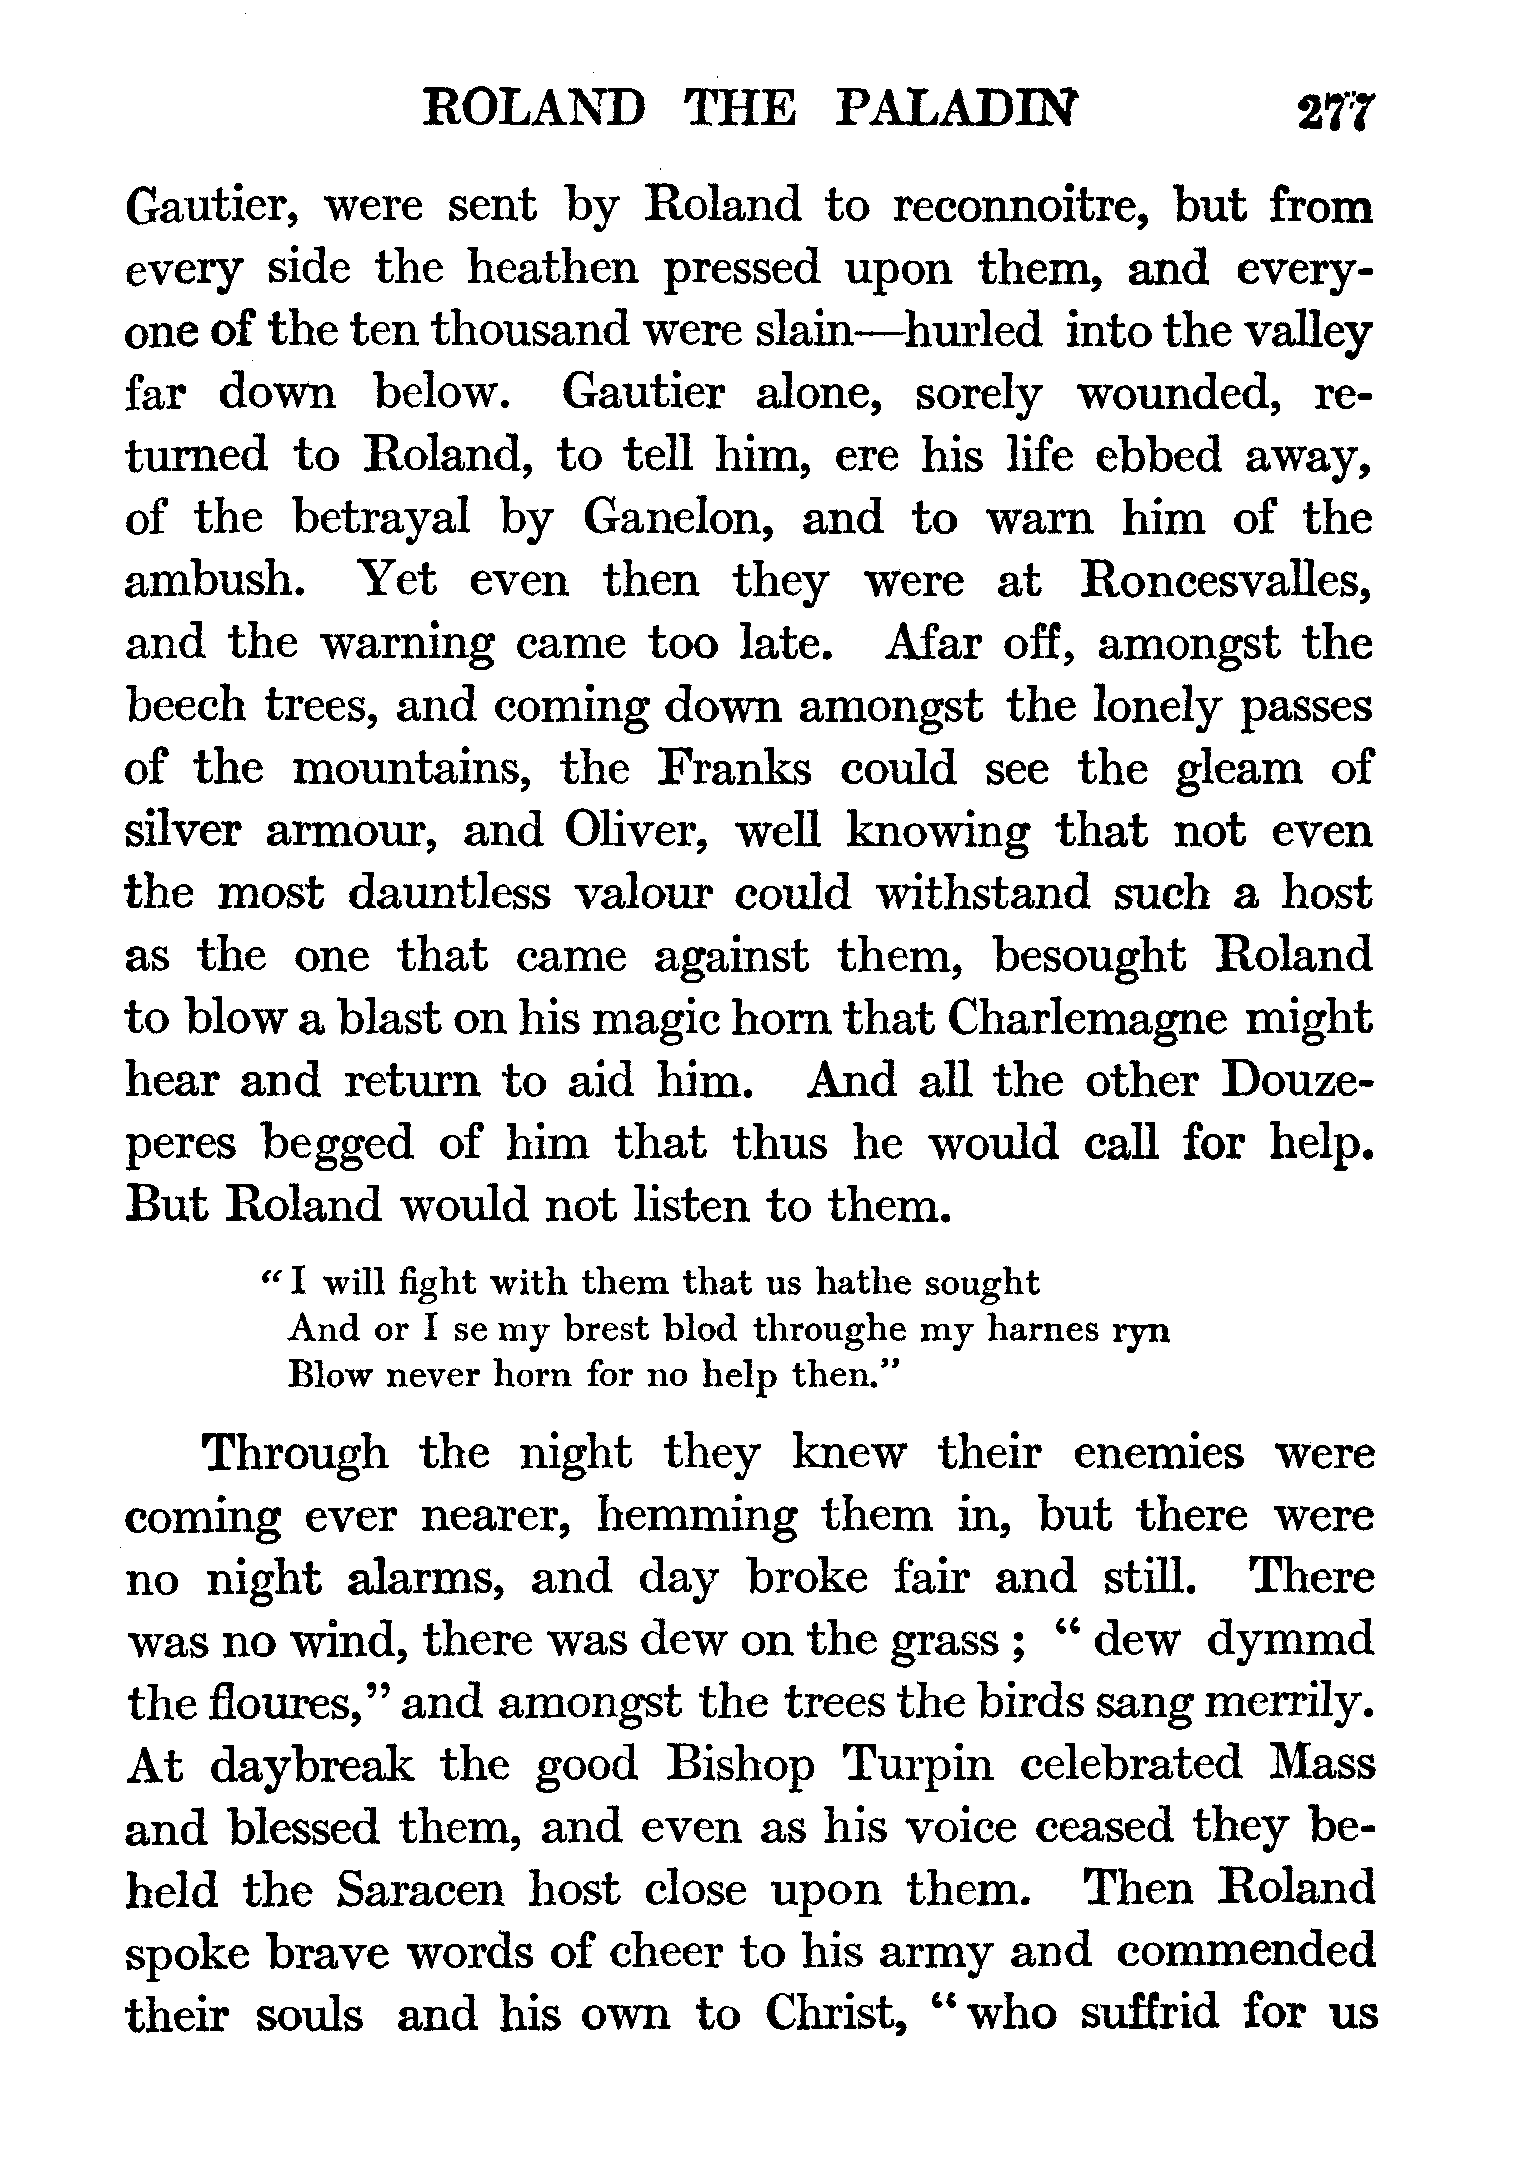 ROLAND THE PALADIN 277
Gautier, were sent by Roland to reconnoitre, but from
every side the heathen pressed upon them, and every-
one of the ten thousand were slain—hurled into the valley
far down below. Gautier alone, sorely wounded, re-
turned to Roland, to tell him, ere his life ebbed away,
of the betrayal by Ganelon, and to warn him of the
ambush. Yet even then they were at Roncesvalles,
and the warning came too late. Afar off, amongst the
beech trees, and coming down amongst the lonely passes
of the mountains, the Franks could see the gleam of
silver armour, and Oliver, well knowing that not even
the most dauntless valour could withstand such a host
as the one that came against them, besought Roland
to blow a blast on his magic horn that Charlemagne might
hear and return to aid him. And all the other Douze-
peres begged of him that thus he would call for help.
But Roland would not listen to them.
“ I will fight with them that us hathe sought
And or I se my brest blod throughe my harnes ryn
Blow never horn for no help then.”
Through the night they knew their enemies were
coming ever nearer, hemming them in, but there were
no night alarms, and day broke fair and still. There
was no wind, there was dew on the grass ; “ dew dymmd
the floures,” and amongst the trees the birds sang merrily.
At daybreak the good Bishop Turpin celebrated Mass
and blessed them, and even as his voice ceased they be-
held the Saracen host close upon them. Then Roland
spoke brave words of cheer to his army and commended
their souls and his own to Christ, “ who suffrid for us